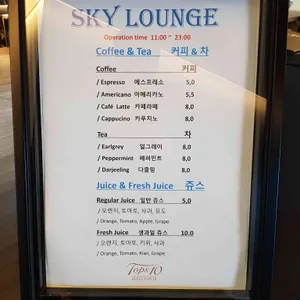 SKY LOUNGE
Operation time 11:00 ~ 23:00
Coffee & Tea 커피 & 차
Coffee 커피
/ Espresso 에스프레소 5,0
/ Americano 아메리카노 5,5
/ Café Latte 카페라떼 8,0
/ Cappucino 카푸치노 8,0
Tea 차
/ Earlgrey 얼그레이 8,0
/ Peppermint 페퍼민트 8,0
/ Darjeeling 다즐링 8,0
Juice & Fresh Juice 쥬스
Regular Juice 일반 쥬스 5,0
/ 오렌지, 토마토, 사과, 포도
/ Orange, Tomato, Apple, Grape
Fresh Juice 생과일 쥬스 10.0
/ 오렌지, 토마토, 키위, 사과
/ Orange, Tomato, Kiwi, Grape
Tops10